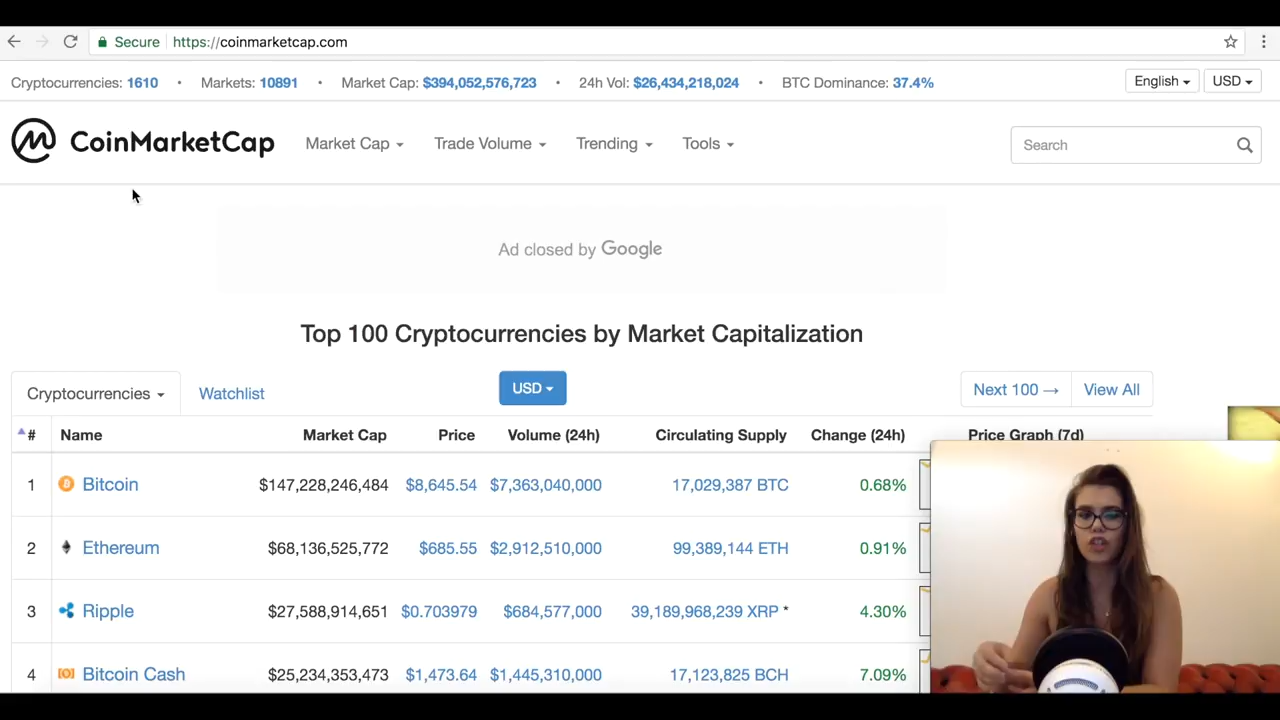 Secure https://coinmarketcap.com
Cryptocurrencies: 1610 • Markets: 10891 • Market Cap: $394,052,576,723 • 24h Vol: $26,434,218,024 • BTC Dominance: 37.4% English USD
CoinMarketCap Market Cap Trade Volume Trending Tools Search
Ad closed by Google
Top 100 Cryptocurrencies by Market Capitalization
Cryptocurrencies Watchlist USD Next 100 → View All
# Name Market Cap Price Volume (24h) Circulating Supply Change (24h) Price Graph (7d)
1 Bitcoin $147,228,246,484 $8,645.54 $7,363,040,000 17,029,387 BTC 0.68%
2 Ethereum $68,136,525,772 $685.55 $2,912,510,000 99,389,144 ETH 0.91%
3 Ripple $27,588,914,651 $0.703979 $684,577,000 39,189,968,239 XRP * 4.30%
4 Bitcoin Cash $25,234,353,473 $1,473.64 $1,445,310,000 17,123,825 BCH 7.09%